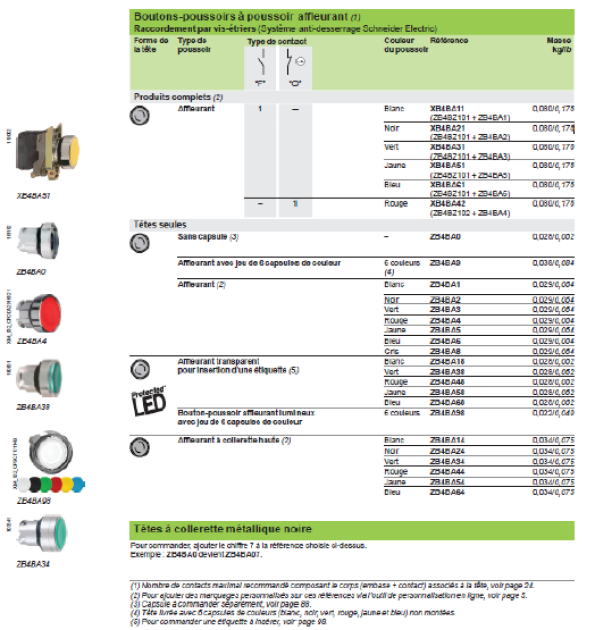 Boutons-poussoirs à poussoir affleurant (1)
Raccordement par vis-étriers (Système anti-desserrage Schneider Electric)
Forme de la tête Type de poussoir Type de contact Couleur du poussoir Référence Masse kg/lb
"F" "O"
Produits complets (2)
Affleurant 1 – Blanc XB4BA11 0,080/0,176
(ZB4BZ101 + ZB4BA1)
Noir XB4BA21 0,080/0,176
(ZB4BZ101 + ZB4BA2)
Vert XB4BA31 0,080/0,176
(ZB4BZ101 + ZB4BA3)
Jaune XB4BA51 0,080/0,176
(ZB4BZ101 + ZB4BA5)
Bleu XB4BA61 0,080/0,176
(ZB4BZ101 + ZB4BA6)
– 1 Rouge XB4BA42 0,080/0,176
(ZB4BZ102 + ZB4BA4)
XB4BA51
Têtes seules
Sans capsule (3) – ZB4BA0 0,028/0,062
Affleurant avec jeu de 6 capsules de couleur 6 couleurs (4) ZB4BA9 0,038/0,084
ZB4BA0
Affleurant (2) Blanc ZB4BA1 0,029/0,064
Noir ZB4BA2 0,029/0,064
Vert ZB4BA3 0,029/0,064
Rouge ZB4BA4 0,029/0,064
Jaune ZB4BA5 0,029/0,064
Bleu ZB4BA6 0,029/0,064
Gris ZB4BA8 0,029/0,064
ZB4BA4
Affleurant transparent Blanc ZB4BA18 0,028/0,062
pour insertion d'une étiquette (5) Vert ZB4BA38 0,028/0,062
Rouge ZB4BA48 0,028/0,062
Jaune ZB4BA58 0,028/0,062
Bleu ZB4BA68 0,028/0,062
Protected LED
ZB4BA38
Bouton-poussoir affleurant lumineux 6 couleurs ZB4BA98 0,022/0,049
avec jeu de 6 capsules de couleur
Affleurant à collerette haute (2) Blanc ZB4BA14 0,034/0,075
Noir ZB4BA24 0,034/0,075
Vert ZB4BA34 0,034/0,075
Rouge ZB4BA44 0,034/0,075
Jaune ZB4BA54 0,034/0,075
Bleu ZB4BA64 0,034/0,075
ZB4BA98
Têtes à collerette métallique noire
Pour commander, ajouter le chiffre 7 à la référence choisie ci-dessus.
Exemple : ZB4BA0 devient ZB4BA07.
ZB4BA34
(1) Nombre de contacts maximal recommandé composant le corps (embase + contact) associés à la tête, voir page 24.
(2) Pour ajouter des marquages personnalisés sur ces références via l'outil de personnalisation en ligne, voir page 5.
(3) Capsule à commander séparément, voir page 88.
(4) Tête livrée avec 6 capsules de couleurs (blanc, noir, vert, rouge, jaune et bleu) non montées.
(5) Pour commander une étiquette à insérer, voir page 98.